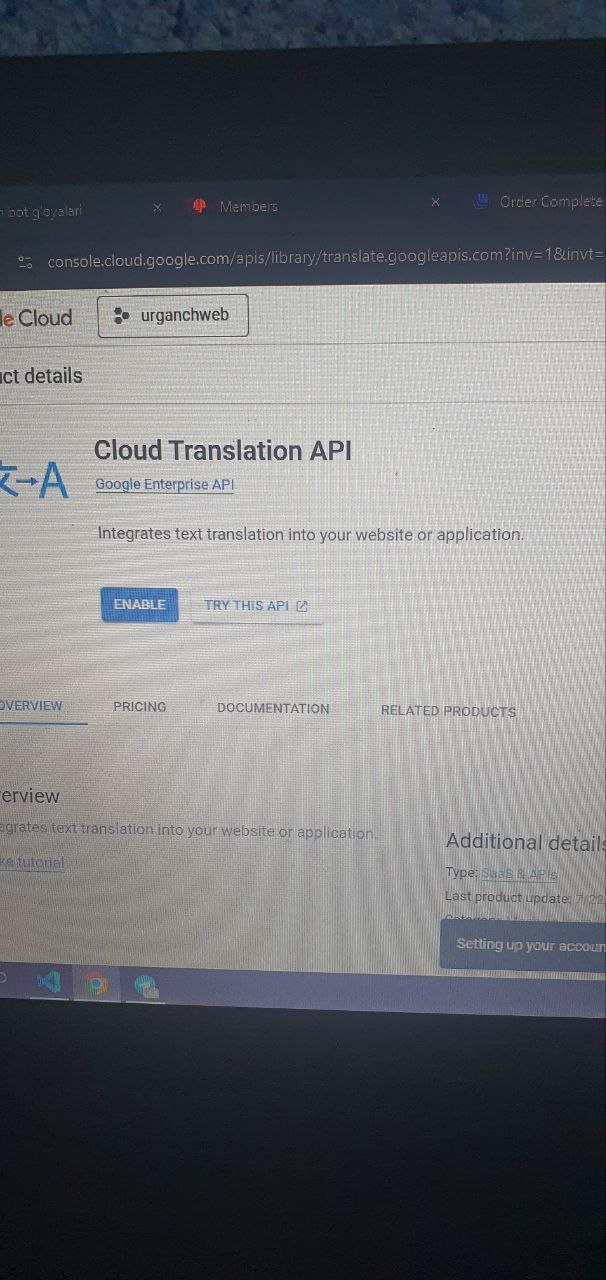 bot g'oyalari
Members
Order Complete
console.cloud.google.com/apis/library/translate.googleapis.com?inv=1&invt=
le Cloud
urganchweb
uct details
文→A
Cloud Translation API
Google Enterprise API
Integrates text translation into your website or application.
ENABLE
TRY THIS API
OVERVIEW
PRICING
DOCUMENTATION
RELATED PRODUCTS
erview
egrates text translation into your website or application.
ke tutorial
Additional details
Type: SaaS & APIs
Last product update: 7/22
Setting up your accoun